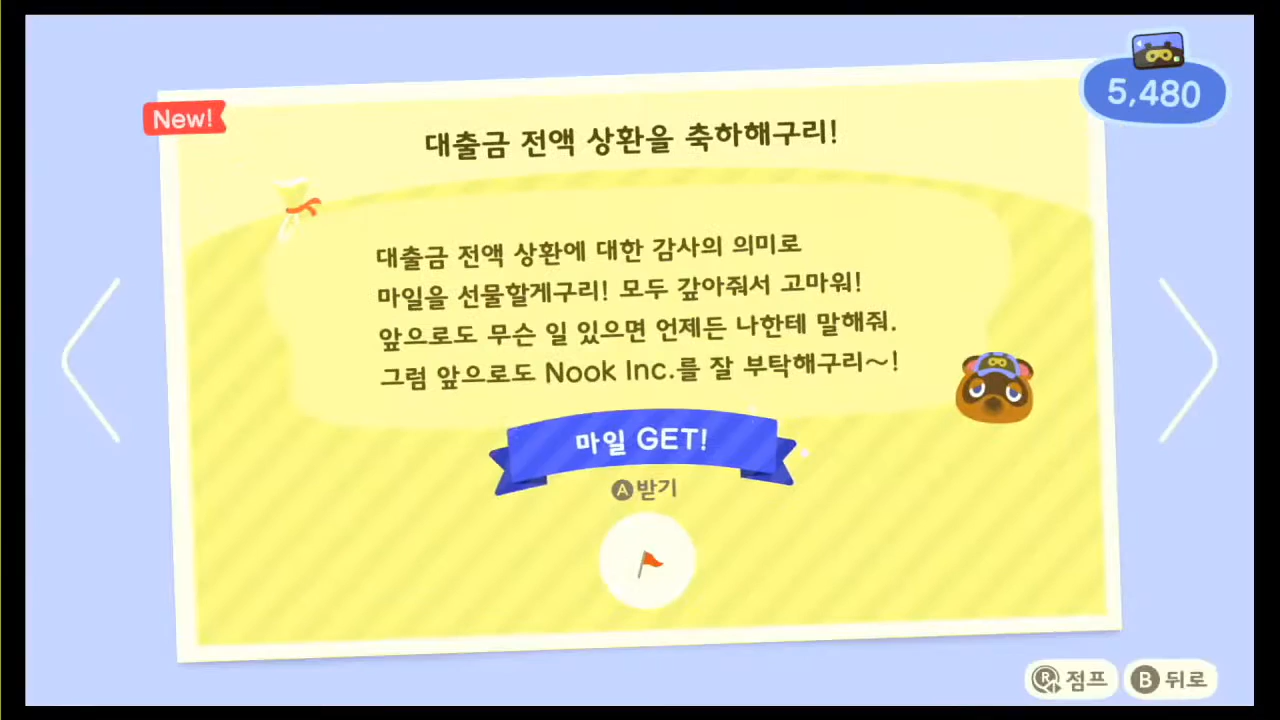 5,480
New!
대출금 전액 상환을 축하해구리!
대출금 전액 상환에 대한 감사의 의미로
마일을 선물할게구리! 모두 갚아줘서 고마워!
앞으로도 무슨 일 있으면 언제든 나한테 말해줘.
그럼 앞으로도 Nook Inc.를 잘 부탁해구리~!
마일 GET!
A 받기
R 점프 B 뒤로